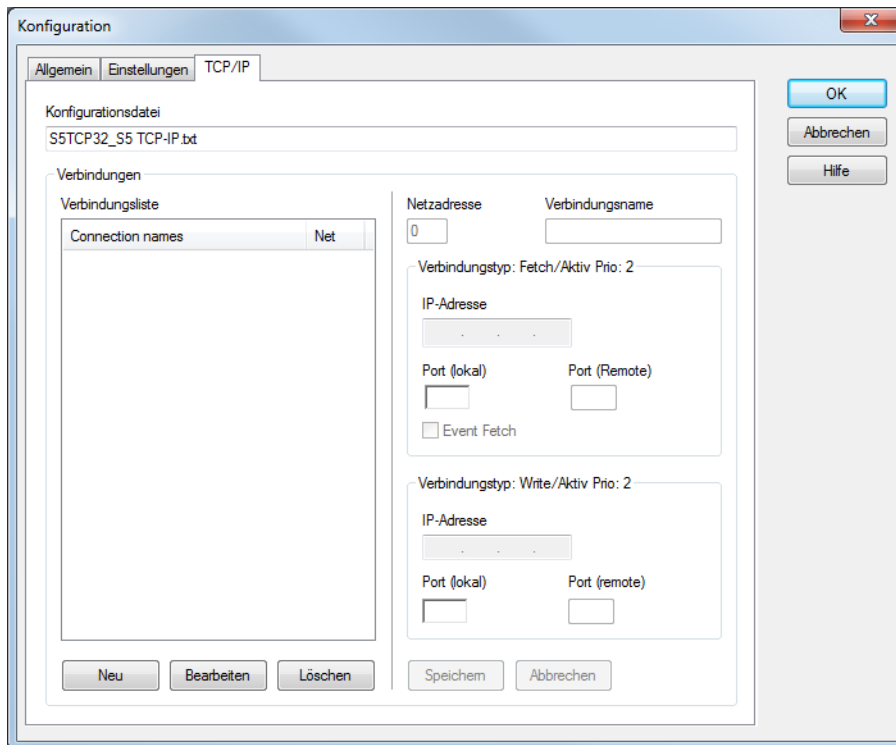 Konfiguration
Allgemein Einstellungen TCP/IP
OK
Abbrechen
Hilfe
Konfigurationsdatei
S5TCP32_S5 TCP-IP.txt
Verbindungen
Verbindungsliste
Connection names Net
Netzadresse Verbindungsname
0
Verbindungstyp: Fetch/Aktiv Prio: 2
IP-Adresse
. . .
Port (lokal) Port (Remote)
Event Fetch
Verbindungstyp: Write/Aktiv Prio: 2
IP-Adresse
. . .
Port (lokal) Port (remote)
Neu Bearbeiten Löschen Speichern Abbrechen